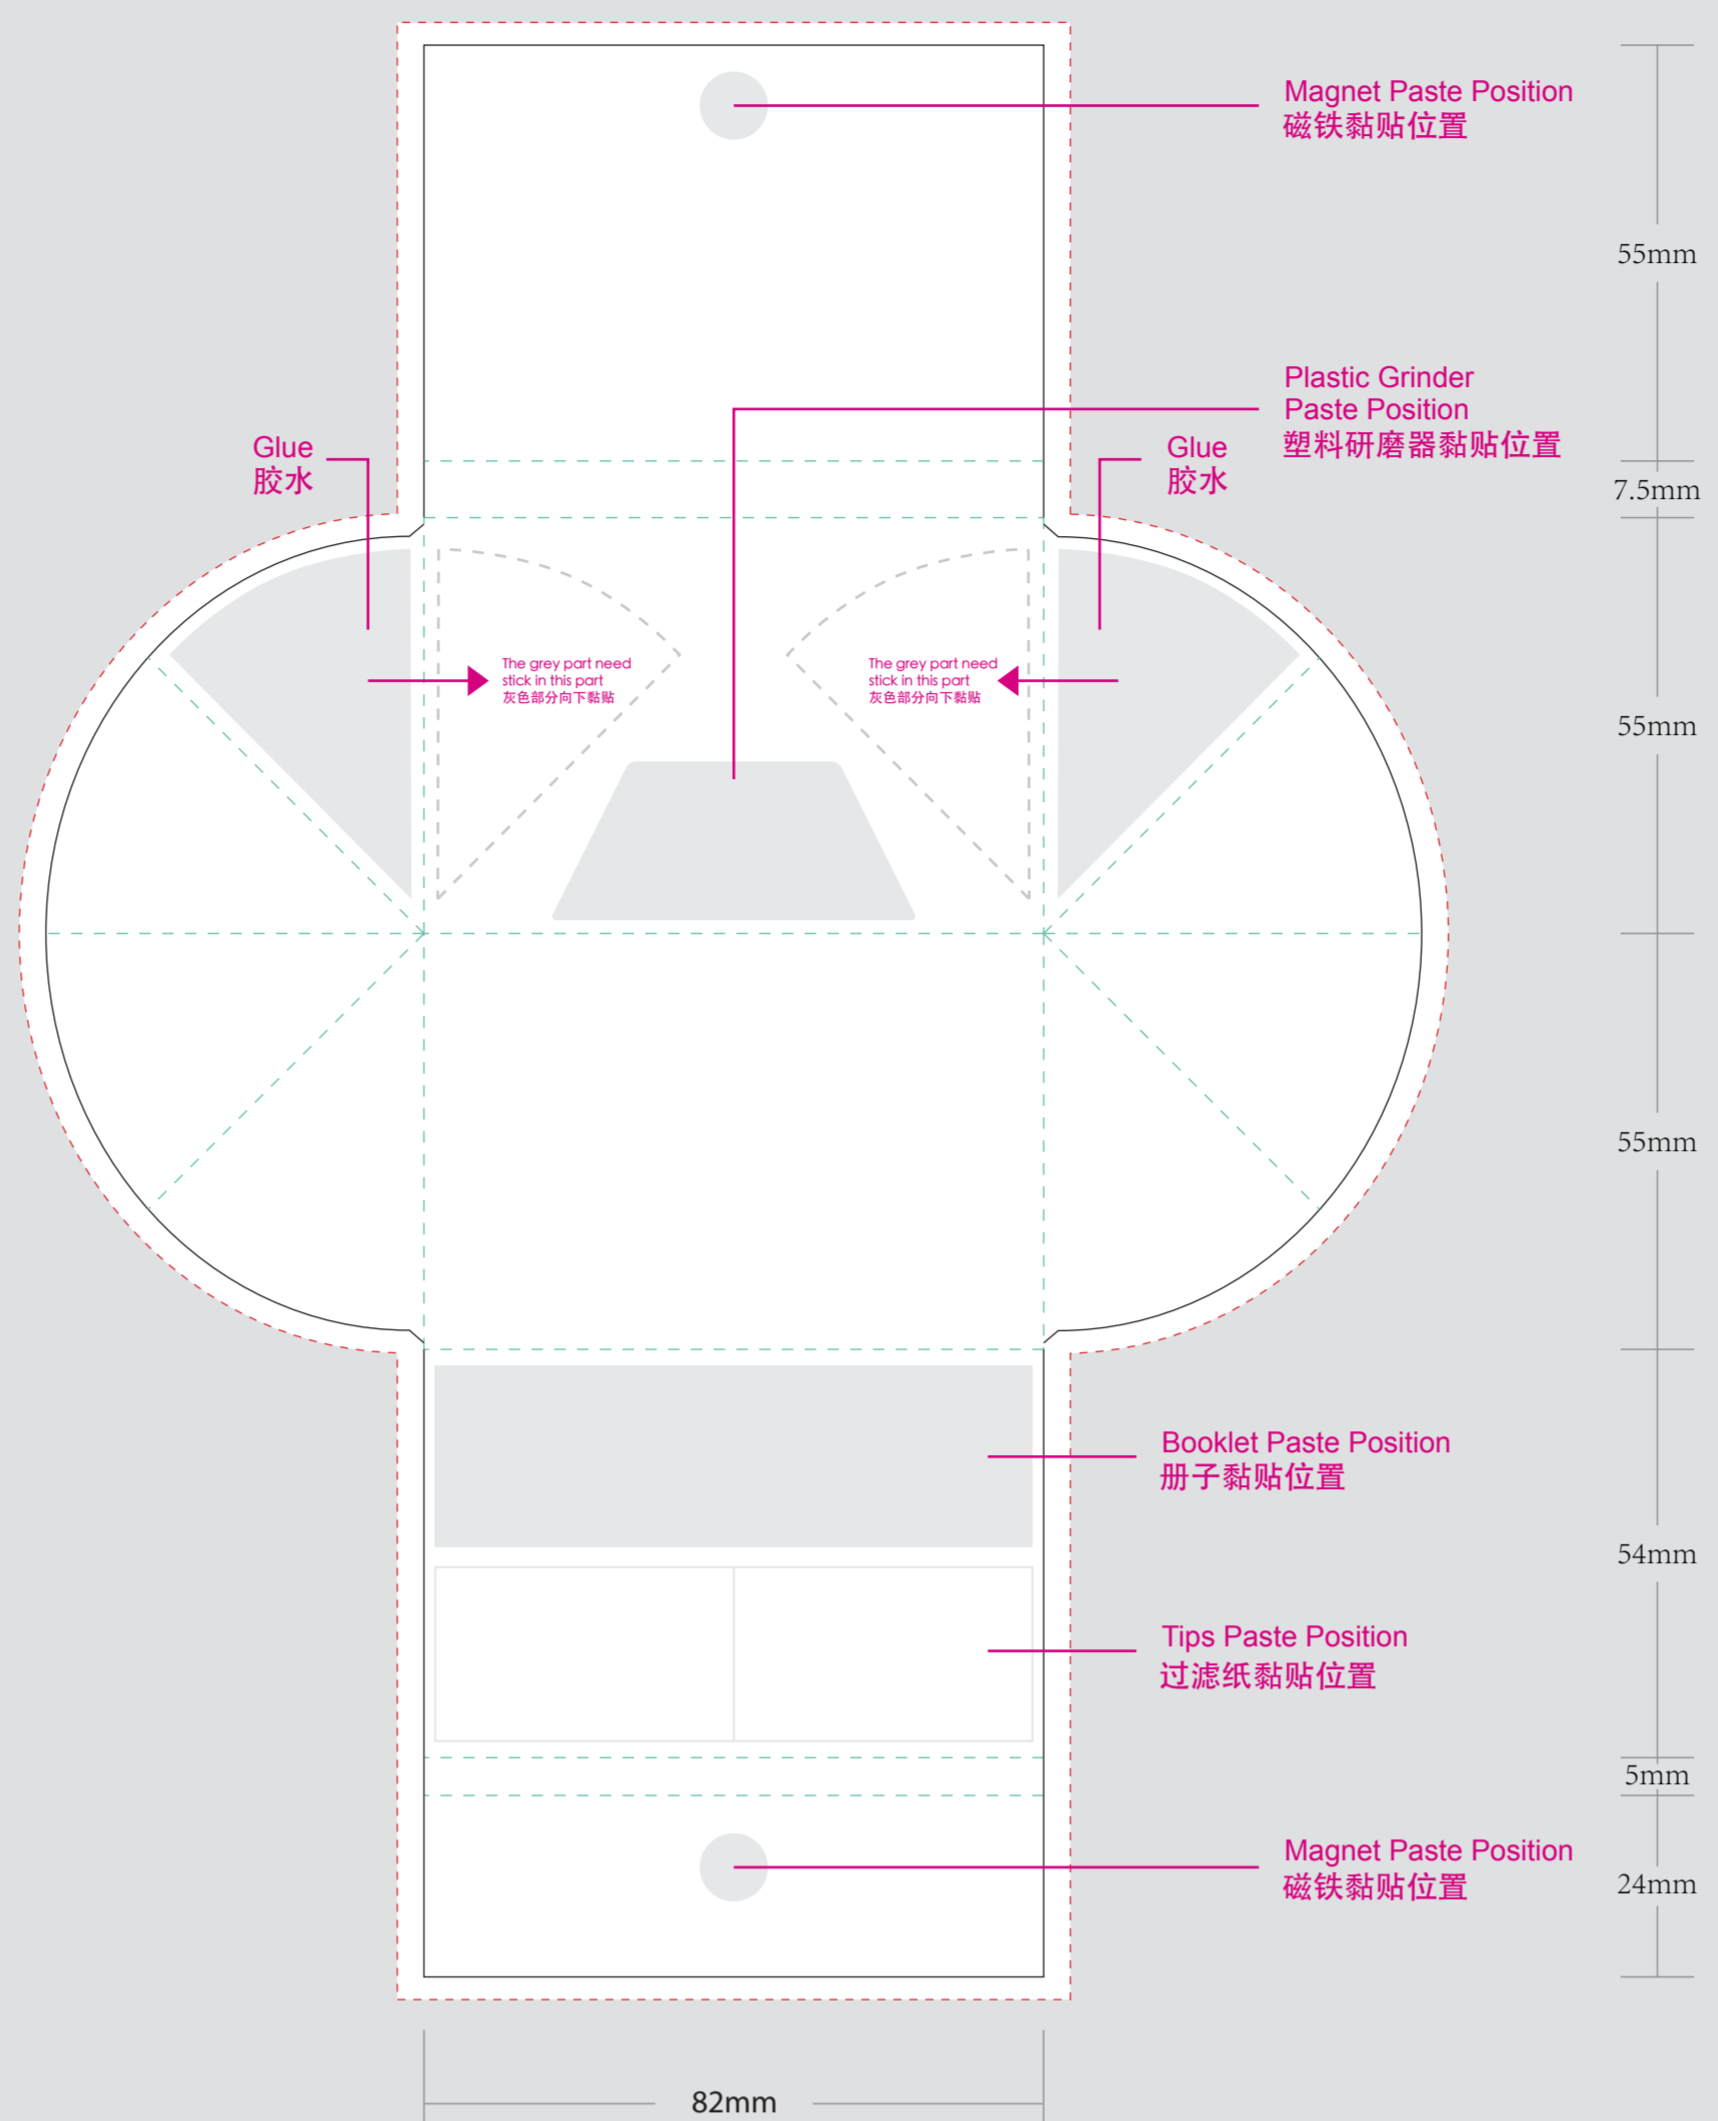 Magnet Paste Position
磁铁黏贴位置
55mm
Plastic Grinder
Paste Position
塑料研磨器黏贴位置
Glue
胶水
Glue
胶水
7.5mm
The grey part need
stick in this part
灰色部分向下黏贴
The grey part need
stick in this part
灰色部分向下黏贴
55mm
55mm
Booklet Paste Position
册子黏贴位置
54mm
Tips Paste Position
过滤纸黏贴位置
5mm
Magnet Paste Position
磁铁黏贴位置
24mm
82mm